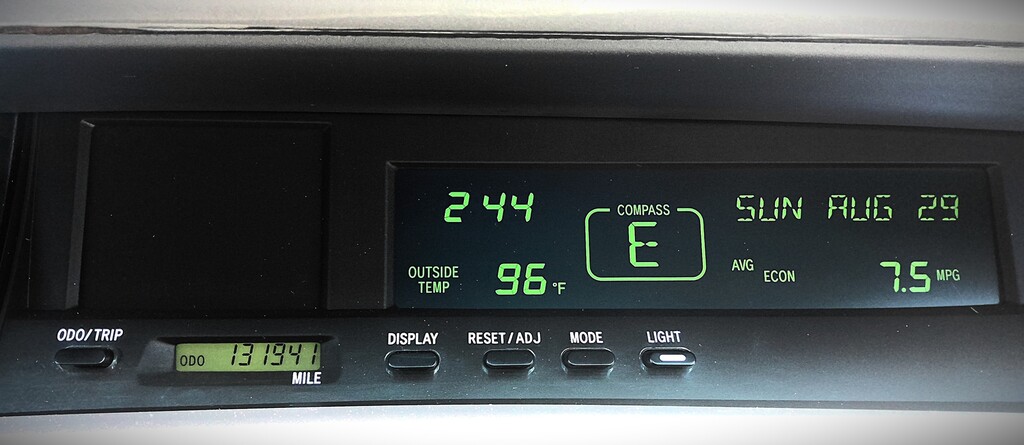 2 44
COMPASS
E
SUN AUG 29
OUTSIDE
TEMP
96 °F
AVG
ECON
7.5 MPG
ODO/TRIP
ODO 131941
MILE
DISPLAY
RESET/ADJ
MODE
LIGHT